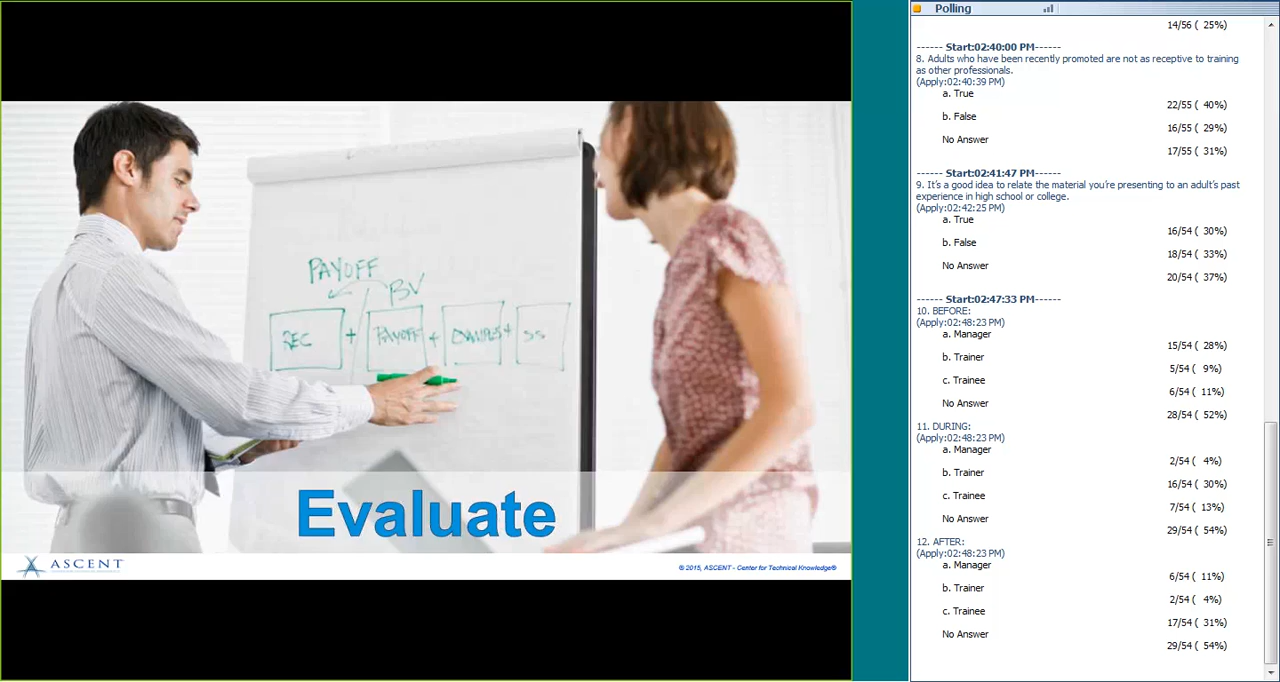 PAYOFF
BV
REC + PAYOFF + EXAMPLES + SS
Evaluate
ASCENT
© 2015, ASCENT - Center for Technical Knowledge®
Polling
14/56 ( 25%)
------ Start:02:40:00 PM------
8. Adults who have been recently promoted are not as receptive to training
as other professionals.
(Apply:02:40:39 PM)
a. True
22/55 ( 40%)
b. False
16/55 ( 29%)
No Answer
17/55 ( 31%)
------ Start:02:41:47 PM------
9. It's a good idea to relate the material you're presenting to an adult's past
experience in high school or college.
(Apply:02:42:25 PM)
a. True
16/54 ( 30%)
b. False
18/54 ( 33%)
No Answer
20/54 ( 37%)
------ Start:02:47:33 PM------
10. BEFORE:
(Apply:02:48:23 PM)
a. Manager
15/54 ( 28%)
b. Trainer
5/54 ( 9%)
c. Trainee
6/54 ( 11%)
No Answer
28/54 ( 52%)
11. DURING:
(Apply:02:48:23 PM)
a. Manager
2/54 ( 4%)
b. Trainer
16/54 ( 30%)
c. Trainee
7/54 ( 13%)
No Answer
29/54 ( 54%)
12. AFTER:
(Apply:02:48:23 PM)
a. Manager
6/54 ( 11%)
b. Trainer
2/54 ( 4%)
c. Trainee
17/54 ( 31%)
No Answer
29/54 ( 54%)